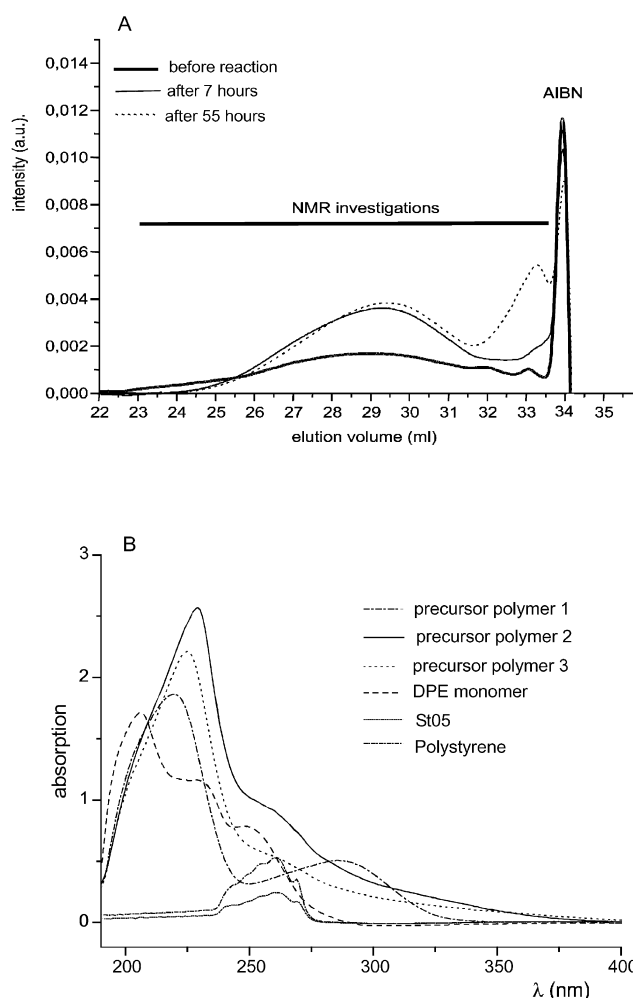 A
0,014
before reaction
after 7 hours
after 55 hours
AIBN
0,012
0,010
intensity (a.u.).
0,008
NMR investigations
0,006
0,004
0,002
0,000
22 23 24 25 26 27 28 29 30 31 32 33 34 35
elution volume (ml)
B
3
precursor polymer 1
precursor polymer 2
precursor polymer 3
DPE monomer
St05
Polystyrene
2
absorption
1
0
200 250 300 350 400
λ (nm)